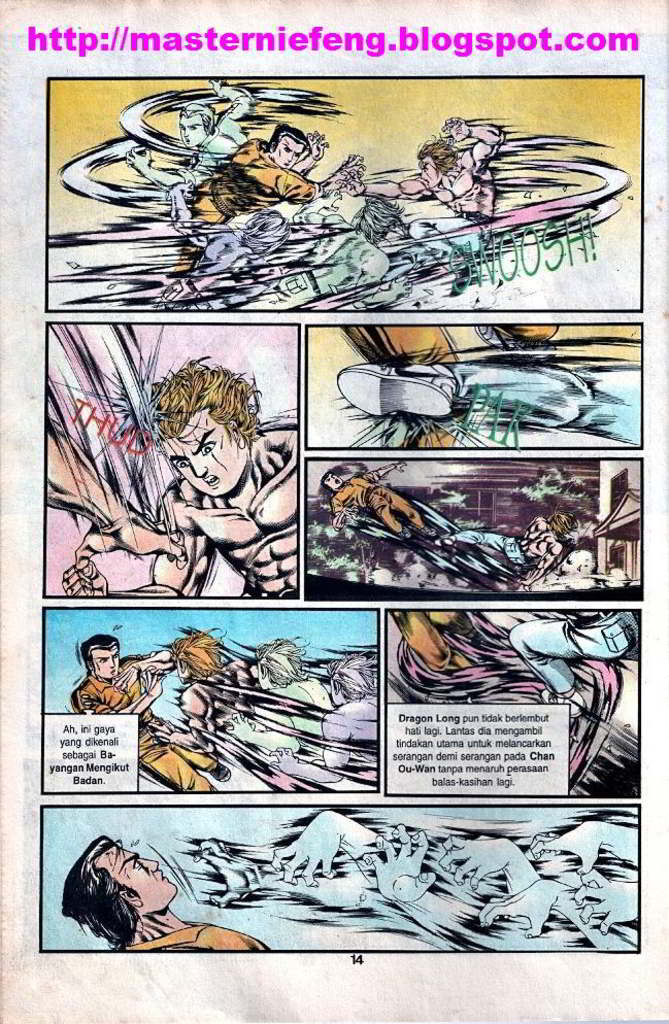 http://masterniefeng.blogspot.com
SWOOSH!
THUD
PAK
Ah, ini gaya
yang dikenali
sebagai Ba-
yangan Mengikut
Badan.
Dragon Long pun tidak berlembut
hati lagi. Lantas dia mengambil
tindakan utama untuk melancarkan
serangan demi serangan pada Chan
Ou-Wan tanpa menaruh perasaan
balas-kasihan lagi.
14